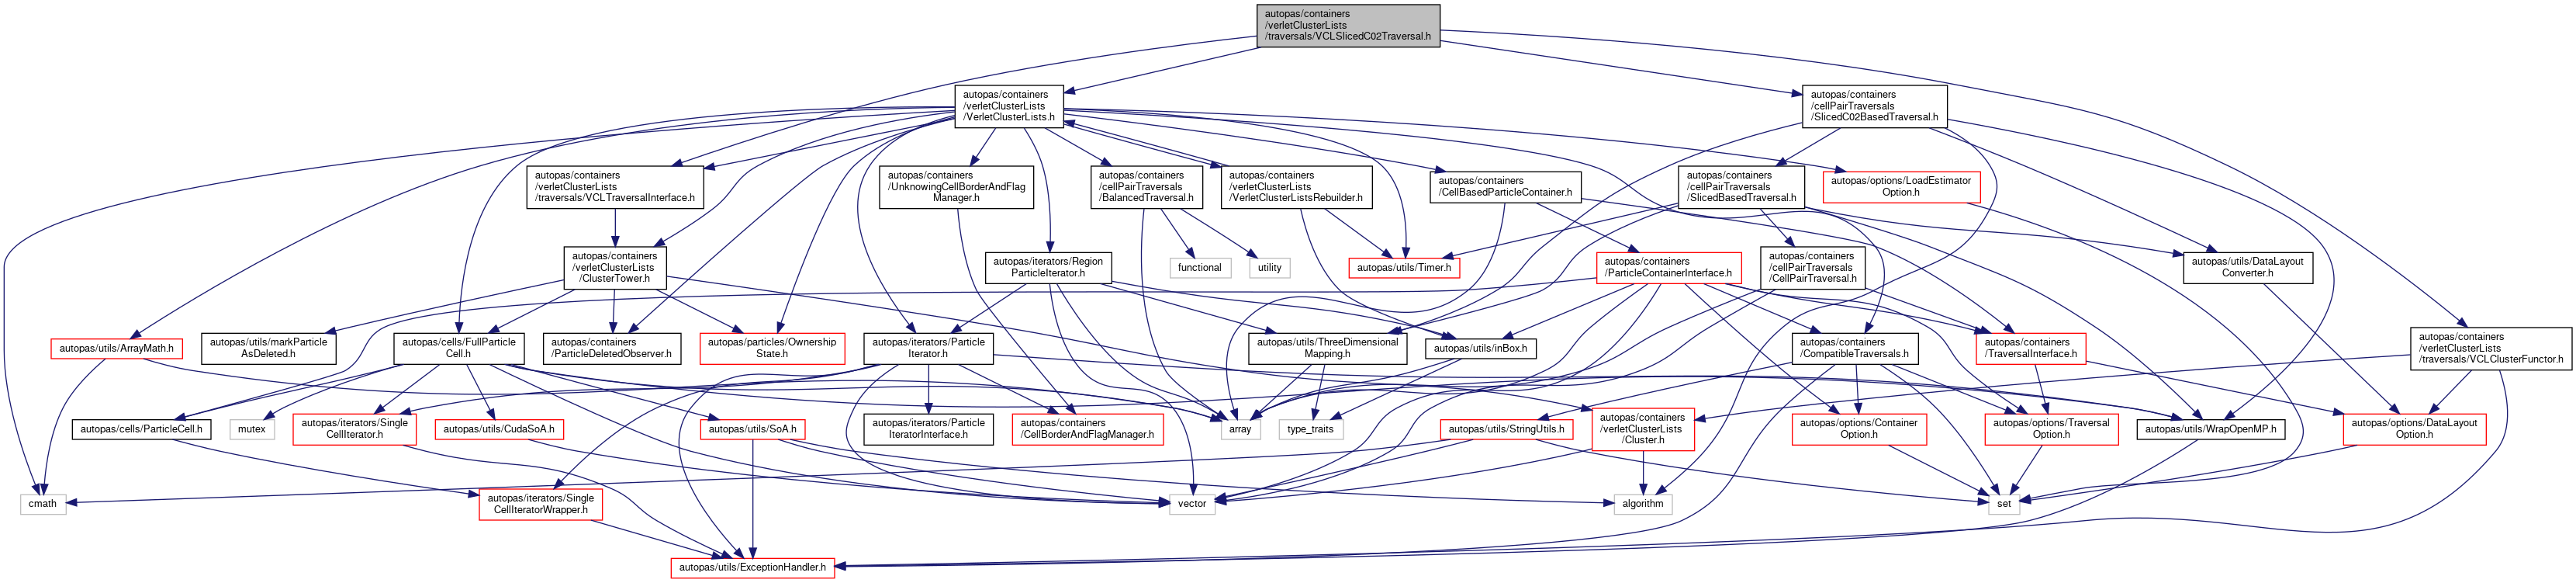 autopas/containers
/verletClusterLists
/traversals/VCLSlicedC02Traversal.h
autopas/containers
/verletClusterLists
/VerletClusterLists.h
autopas/containers
/cellPairTraversals
/SlicedC02BasedTraversal.h
autopas/containers
/verletClusterLists
/traversals/VCLTraversalInterface.h
autopas/containers
/UnknowingCellBorderAndFlag
Manager.h
autopas/containers
/cellPairTraversals
/BalancedTraversal.h
autopas/containers
/verletClusterLists
/VerletClusterListsRebuilder.h
autopas/containers
/CellBasedParticleContainer.h
autopas/containers
/cellPairTraversals
/SlicedBasedTraversal.h
autopas/options/LoadEstimator
Option.h
autopas/containers
/verletClusterLists
/ClusterTower.h
autopas/iterators/Region
ParticleIterator.h
functional
utility
autopas/utils/Timer.h
autopas/containers
/ParticleContainerInterface.h
autopas/containers
/cellPairTraversals
/CellPairTraversal.h
autopas/utils/DataLayout
Converter.h
autopas/utils/ArrayMath.h
autopas/utils/markParticle
AsDeleted.h
autopas/cells/FullParticle
Cell.h
autopas/containers
/ParticleDeletedObserver.h
autopas/particles/Ownership
State.h
autopas/iterators/Particle
Iterator.h
autopas/utils/ThreeDimensional
Mapping.h
autopas/utils/inBox.h
autopas/containers
/CompatibleTraversals.h
autopas/containers
/TraversalInterface.h
autopas/containers
/verletClusterLists
/traversals/VCLClusterFunctor.h
autopas/cells/ParticleCell.h
mutex
autopas/iterators/Single
CellIterator.h
autopas/utils/CudaSoA.h
autopas/utils/SoA.h
autopas/iterators/Particle
IteratorInterface.h
autopas/containers
/CellBorderAndFlagManager.h
array
type_traits
autopas/utils/StringUtils.h
autopas/containers
/verletClusterLists
/Cluster.h
autopas/options/Container
Option.h
autopas/options/Traversal
Option.h
autopas/utils/WrapOpenMP.h
autopas/options/DataLayout
Option.h
cmath
autopas/iterators/Single
CellIteratorWrapper.h
vector
algorithm
set
autopas/utils/ExceptionHandler.h